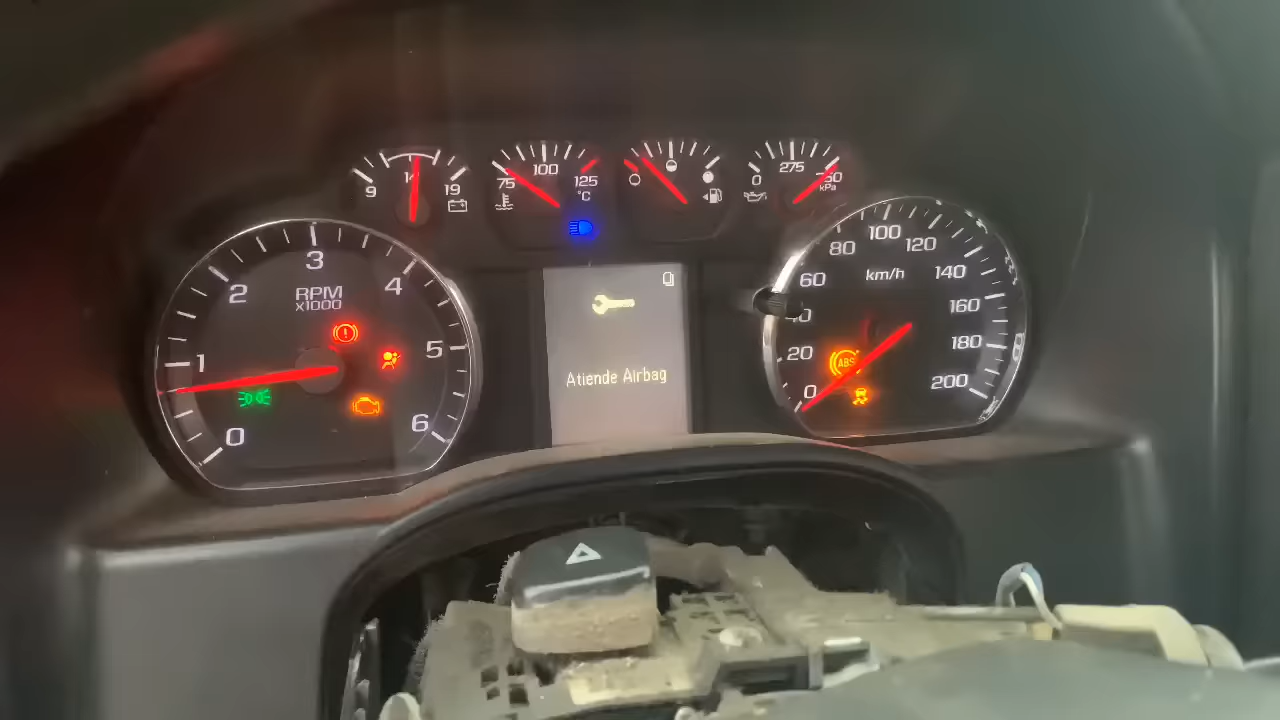 9 14 19
75 100 125
°C
0 275
kPa
0 1 2 3 4 5 6
RPM
x1000
Atiende Airbag
0 20 40 60 80 100 120 140 160 180 200
km/h
ABS